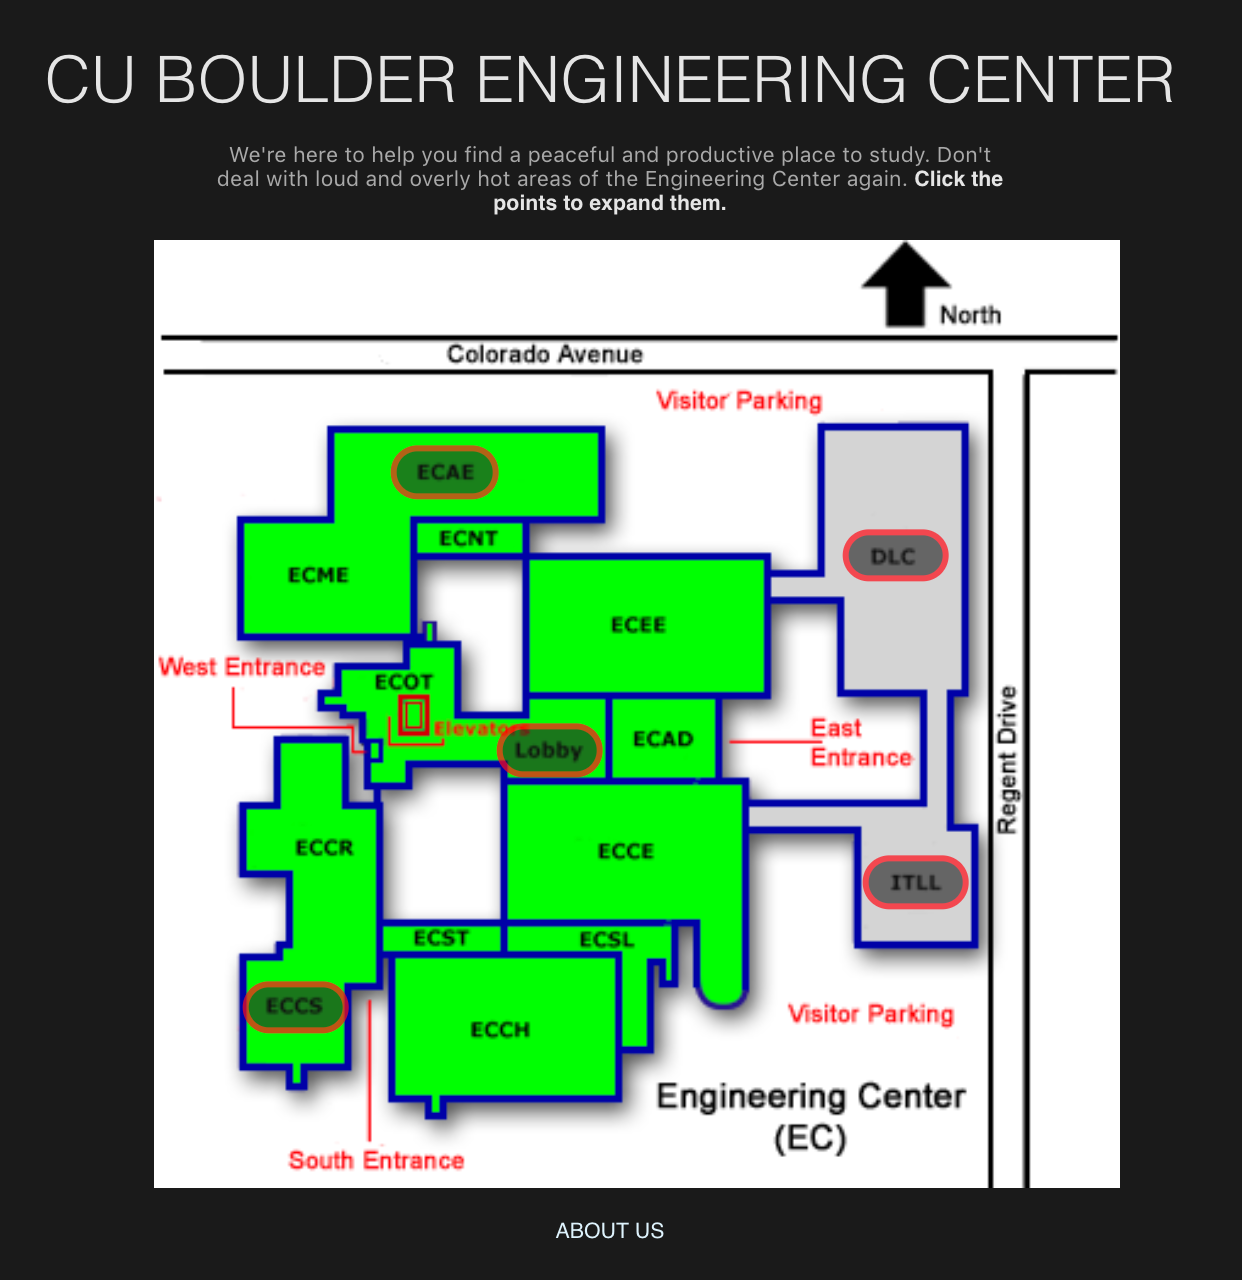 CU BOULDER ENGINEERING CENTER
We're here to help you find a peaceful and productive place to study. Don't
deal with loud and overly hot areas of the Engineering Center again. Click the
points to expand them.
North
Colorado Avenue
Visitor Parking
ECAE
ECNT
DLC
ECME
ECEE
West Entrance
ECOT
Elevators
Lobby
ECAD
East
Entrance
Regent Drive
ECCR
ECCE
ITLL
ECST
ECSL
ECCS
ECCH
Visitor Parking
Engineering Center
(EC)
South Entrance
ABOUT US